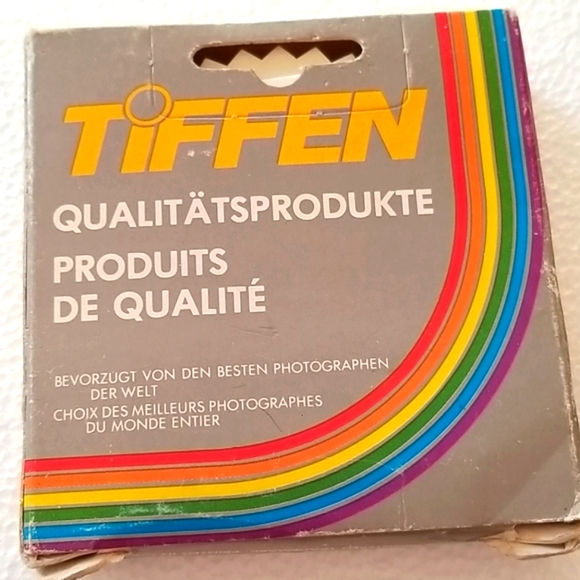 TIFFEN
QUALITÄTSPRODUKTE
PRODUITS
DE QUALITÉ
BEVORZUGT VON DEN BESTEN PHOTOGRAPHEN
DER WELT
CHOIX DES MEILLEURS PHOTOGRAPHES
DU MONDE ENTIER